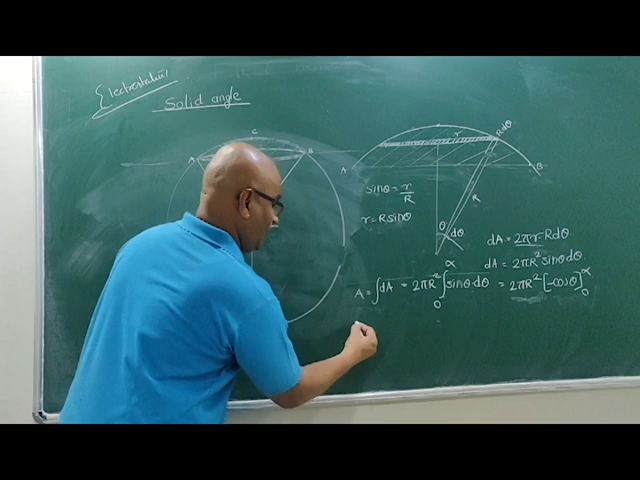 {Electrostatics}
Solid angle
C
A
B
r
Rdθ
A
B
sinθ = r/R
r = Rsinθ
R
θ
dθ
dA = 2πr·Rdθ
dA = 2πR² sinθ dθ
A = ∫dA = 2πR² ∫₀^α sinθ·dθ = 2πR² [-cosθ]₀^α